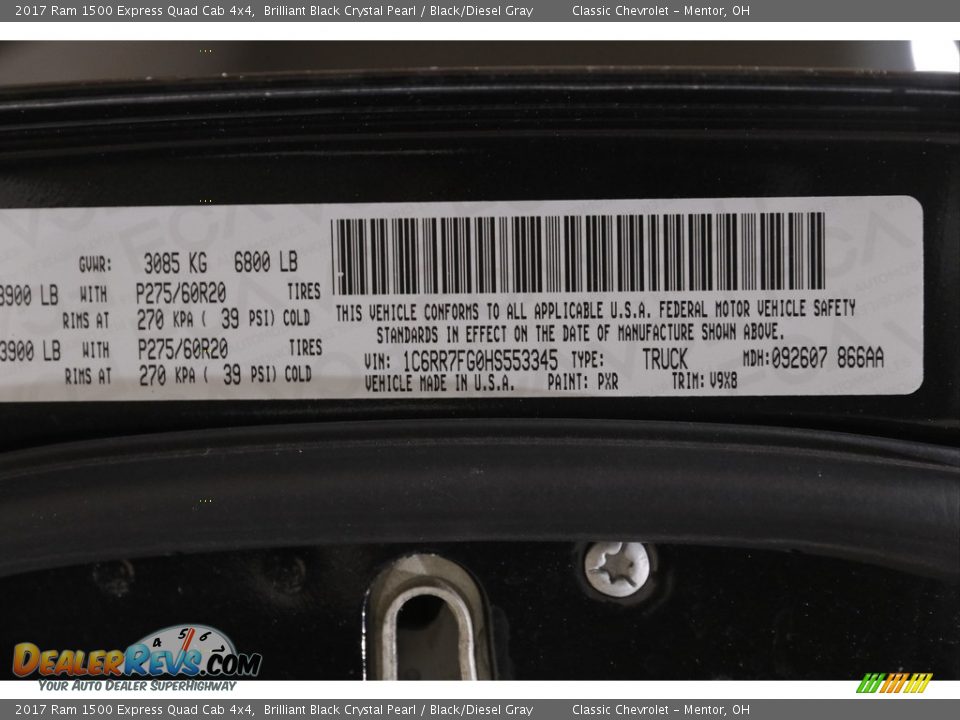 2017 Ram 1500 Express Quad Cab 4x4, Brilliant Black Crystal Pearl / Black/Diesel Gray Classic Chevrolet - Mentor, OH
GVWR: 3085 KG 6800 LB
3900 LB WITH P275/60R20 TIRES
RIMS AT 270 KPA ( 39 PSI) COLD
3900 LB WITH P275/60R20 TIRES
RIMS AT 270 KPA ( 39 PSI) COLD
THIS VEHICLE CONFORMS TO ALL APPLICABLE U.S.A. FEDERAL MOTOR VEHICLE SAFETY
STANDARDS IN EFFECT ON THE DATE OF MANUFACTURE SHOWN ABOVE.
VIN: 1C6RR7FG0HS553345 TYPE: TRUCK MDH:092607 866AA
VEHICLE MADE IN U.S.A. PAINT: PXR TRIM: V9X8
4 5 6
DEALERREVS.COM
YOUR AUTO DEALER SUPERHIGHWAY
2017 Ram 1500 Express Quad Cab 4x4, Brilliant Black Crystal Pearl / Black/Diesel Gray Classic Chevrolet - Mentor, OH